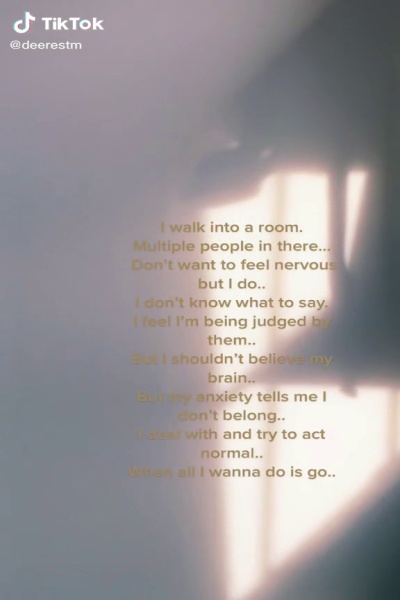 TikTok
@deerestm
I walk into a room.
Multiple people in there...
Don't want to feel nervous
but I do..
I don't know what to say.
I feel I'm being judged by
them..
But I shouldn't believe my
brain..
But my anxiety tells me I
don't belong..
I deal with and try to act
normal..
When all I wanna do is go..